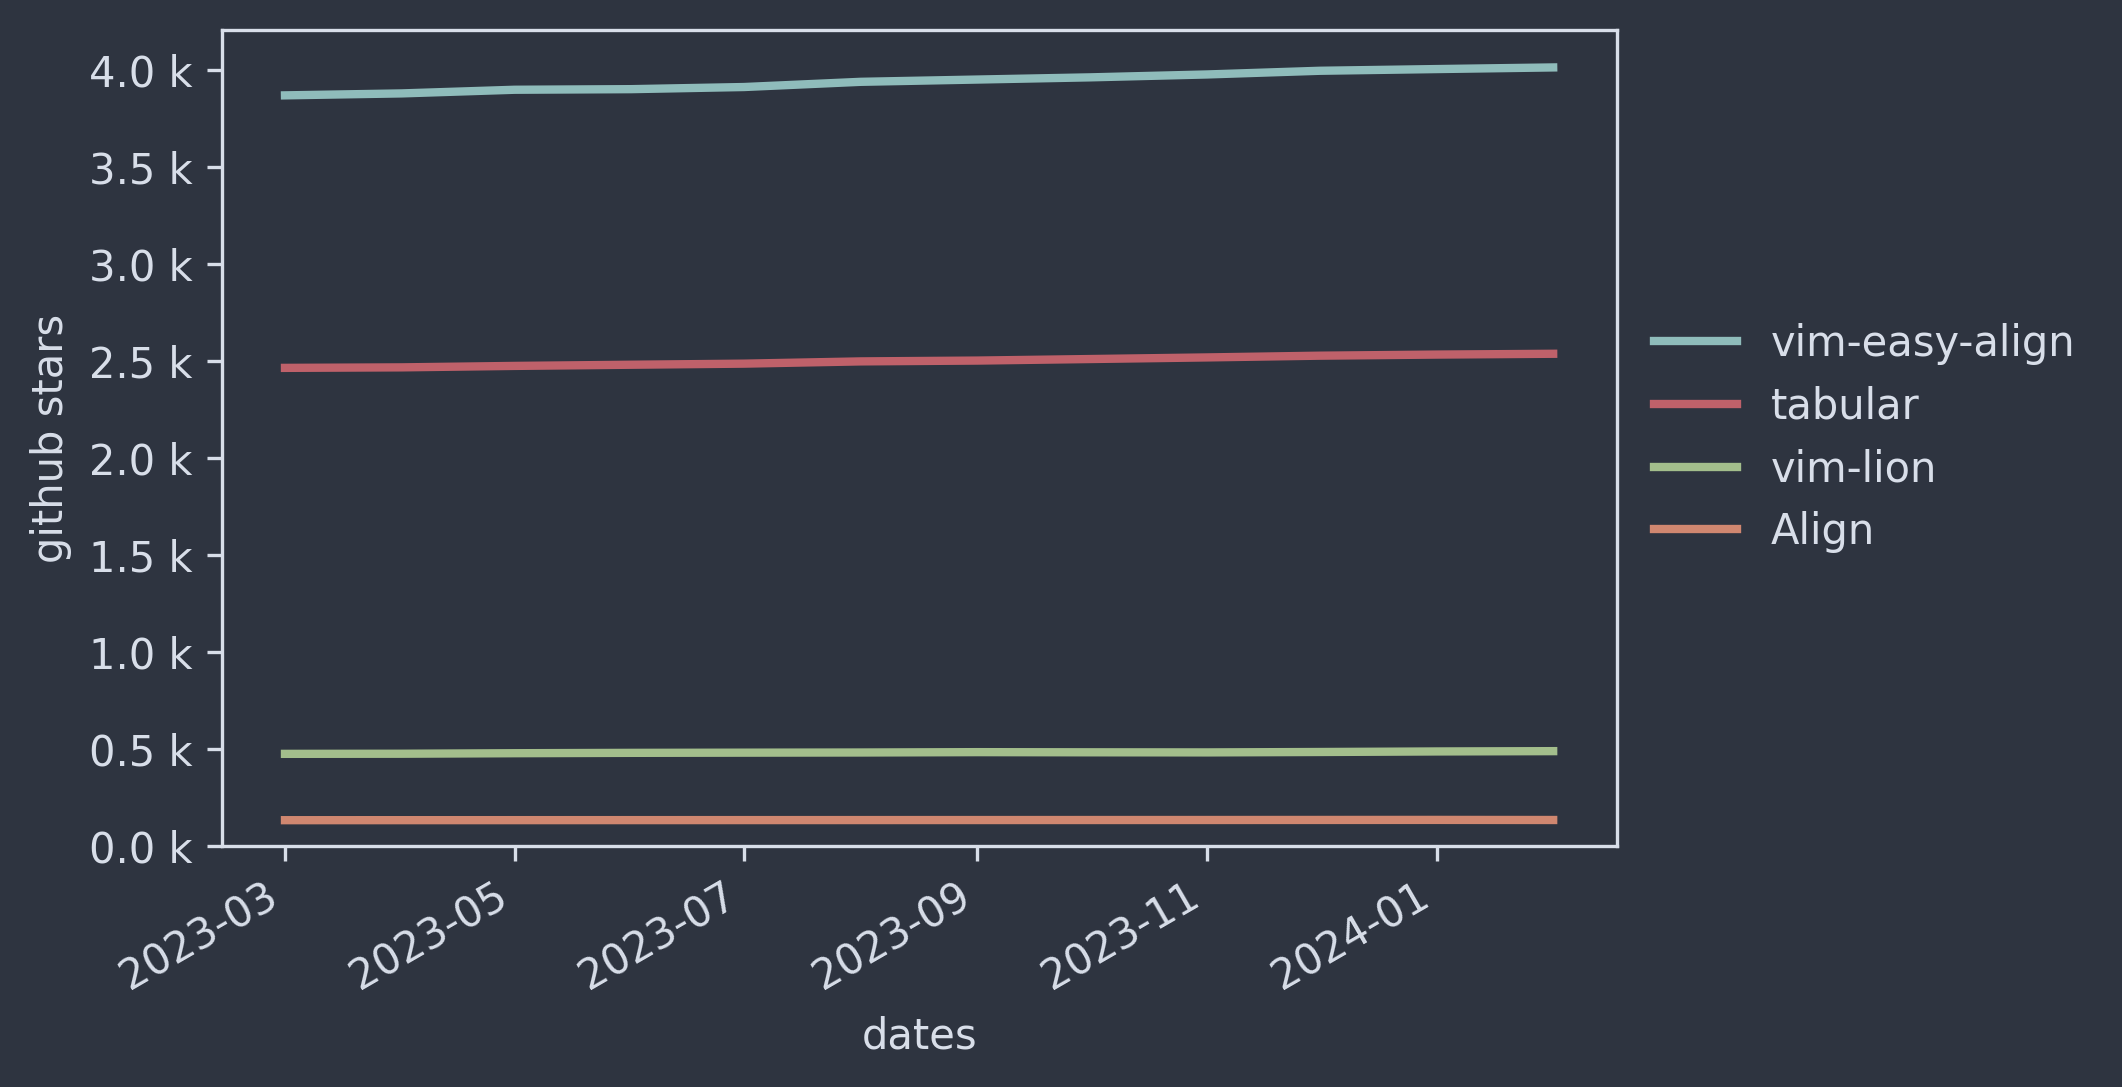 4.0 k
3.5 k
3.0 k
2.5 k
2.0 k
1.5 k
1.0 k
0.5 k
0.0 k
github stars
2023-03
2023-05
2023-07
2023-09
2023-11
2024-01
dates
vim-easy-align
tabular
vim-lion
Align